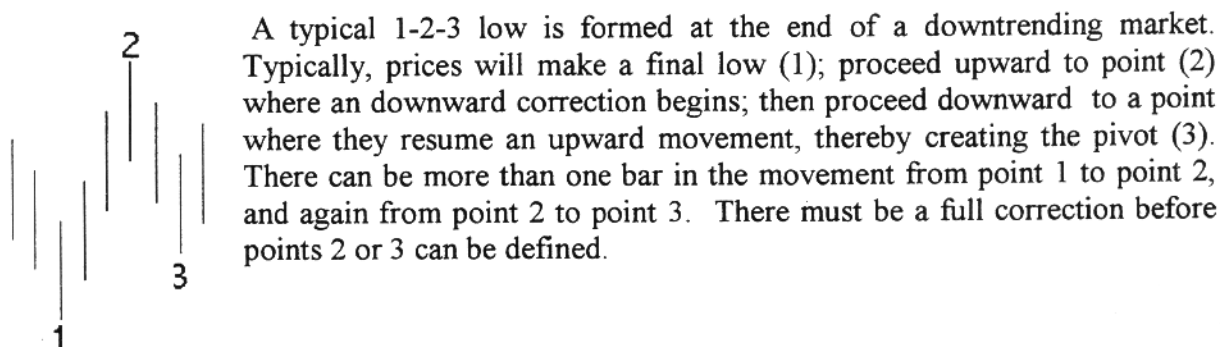 2
A typical 1-2-3 low is formed at the end of a downtrending market.
Typically, prices will make a final low (1); proceed upward to point (2)
where an downward correction begins; then proceed downward to a point
where they resume an upward movement, thereby creating the pivot (3).
There can be more than one bar in the movement from point 1 to point 2,
and again from point 2 to point 3. There must be a full correction before
points 2 or 3 can be defined.
3
1